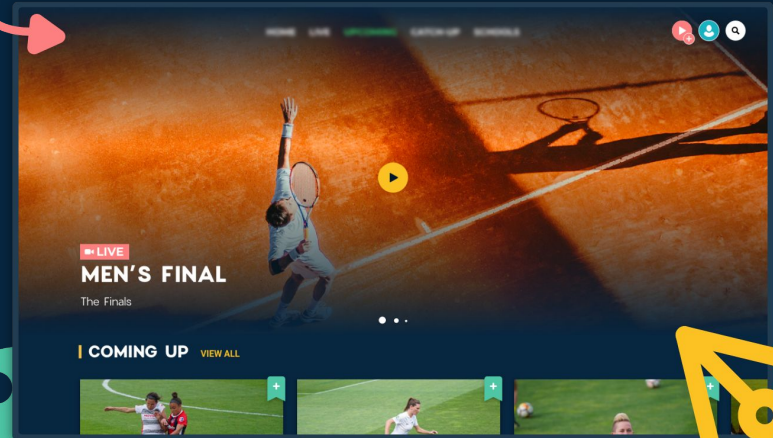 HOME LIVE UPCOMING CATCH UP SCHOOLS
LIVE
MEN'S FINAL
The Finals
COMING UP VIEW ALL